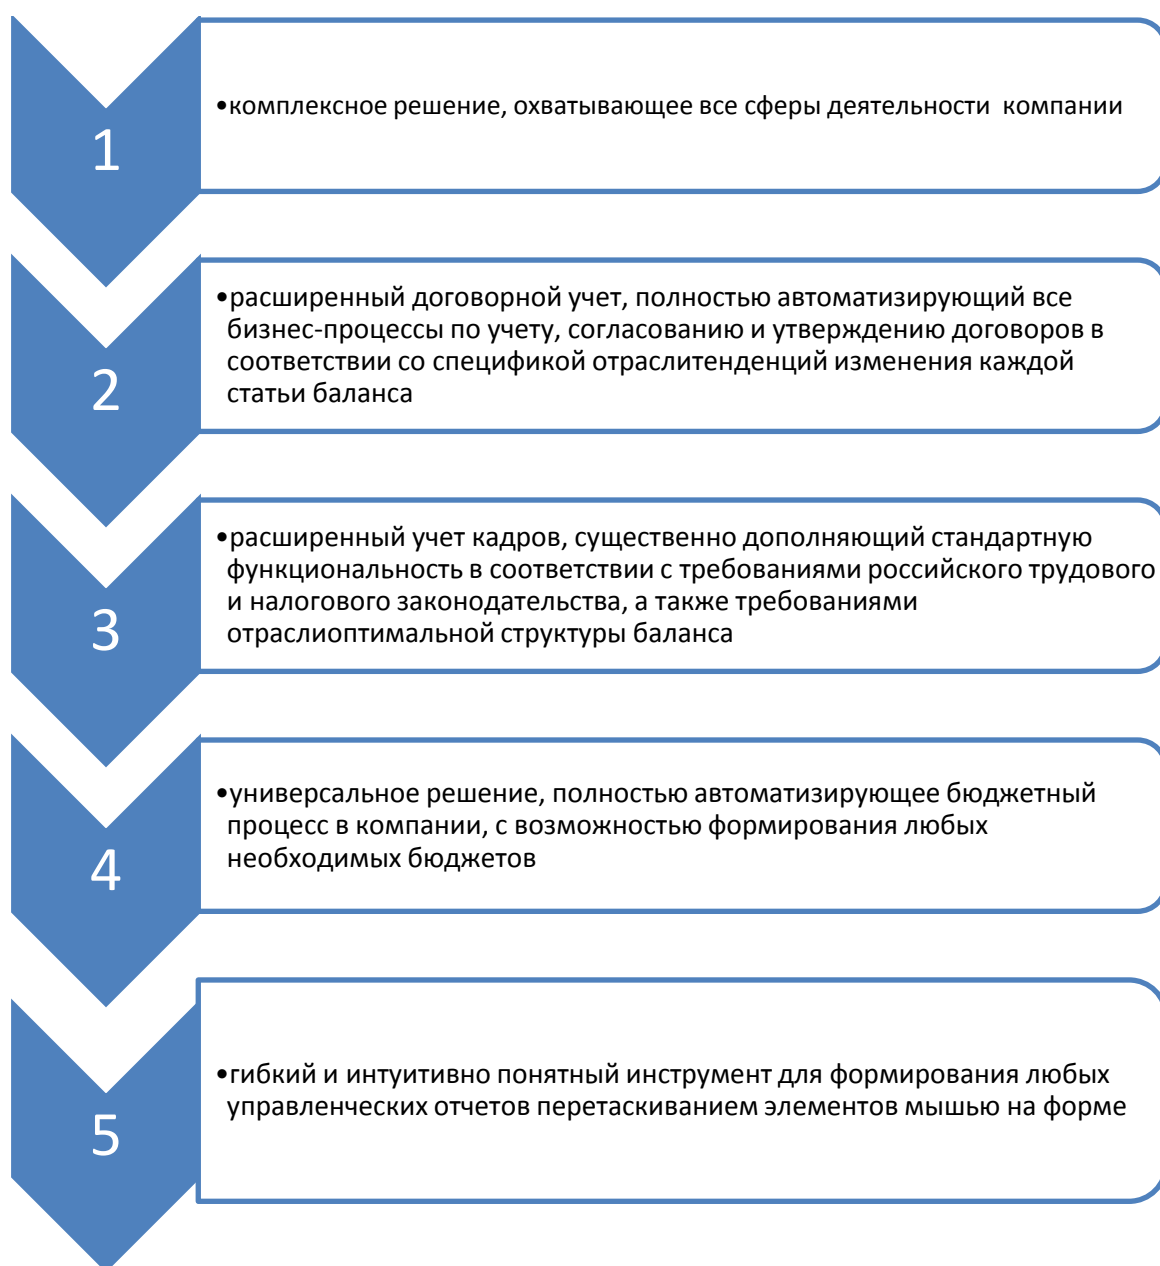 1
•комплексное решение, охватывающее все сферы деятельности  компании
2
•расширенный договорной учет, полностью автоматизирующий все
бизнес-процессы по учету, согласованию и утверждению договоров в
соответствии со спецификой отраслитенденций изменения каждой
статьи баланса
3
•расширенный учет кадров, существенно дополняющий стандартную
функциональность в соответствии с требованиями российского трудового
и налогового законодательства, а также требованиями
отраслиоптимальной структуры баланса
4
•универсальное решение, полностью автоматизирующее бюджетный
процесс в компании, с возможностью формирования любых
необходимых бюджетов
5
•гибкий и интуитивно понятный инструмент для формирования любых
управленческих отчетов перетаскиванием элементов мышью на форме